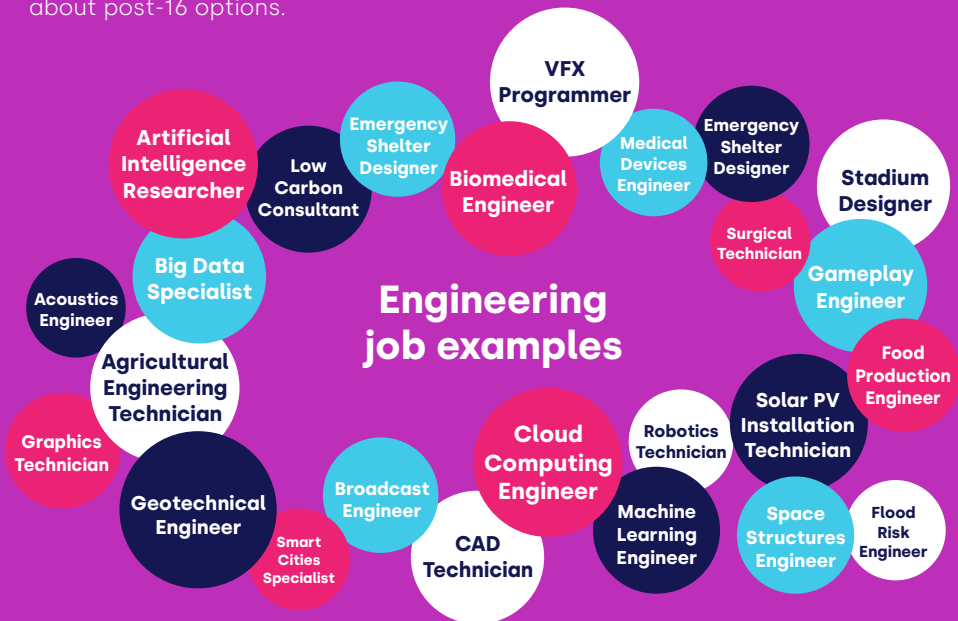 about post-16 options.
VFX
Programmer
Artificial
Intelligence
Researcher
Low
Carbon
Consultant
Emergency
Shelter
Designer
Biomedical
Engineer
Medical
Devices
Engineer
Emergency
Shelter
Designer
Stadium
Designer
Surgical
Technician
Gameplay
Engineer
Big Data
Specialist
Acoustics
Engineer
Engineering
job examples
Agricultural
Engineering
Technician
Food
Production
Engineer
Solar PV
Installation
Technician
Graphics
Technician
Cloud
Computing
Engineer
Robotics
Technician
Geotechnical
Engineer
Broadcast
Engineer
Smart
Cities
Specialist
CAD
Technician
Machine
Learning
Engineer
Space
Structures
Engineer
Flood
Risk
Engineer